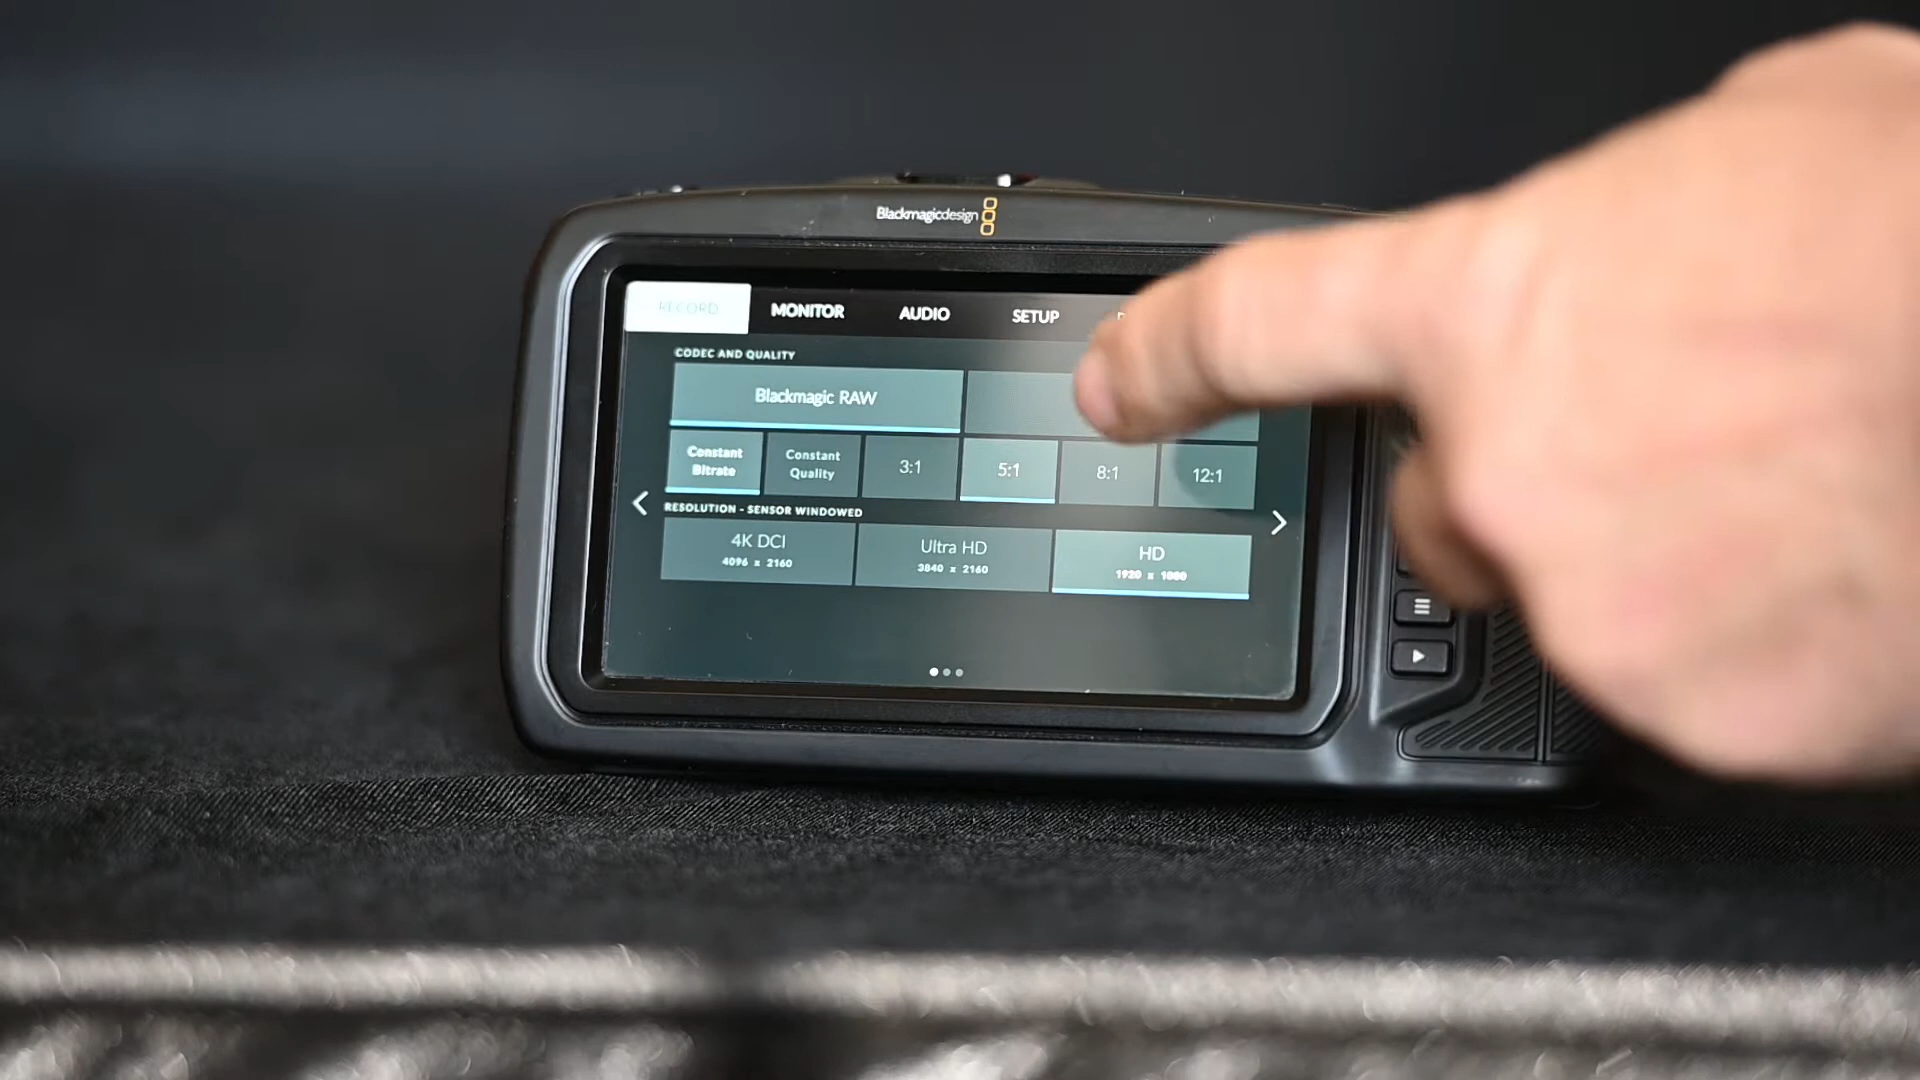 Blackmagicdesign
RECORD MONITOR AUDIO SETUP
CODEC AND QUALITY
Blackmagic RAW
Constant Bitrate
Constant Quality
3:1 5:1 8:1 12:1
RESOLUTION - SENSOR WINDOWED
4K DCI
4096 x 2160
Ultra HD
3840 x 2160
HD
1920 x 1080